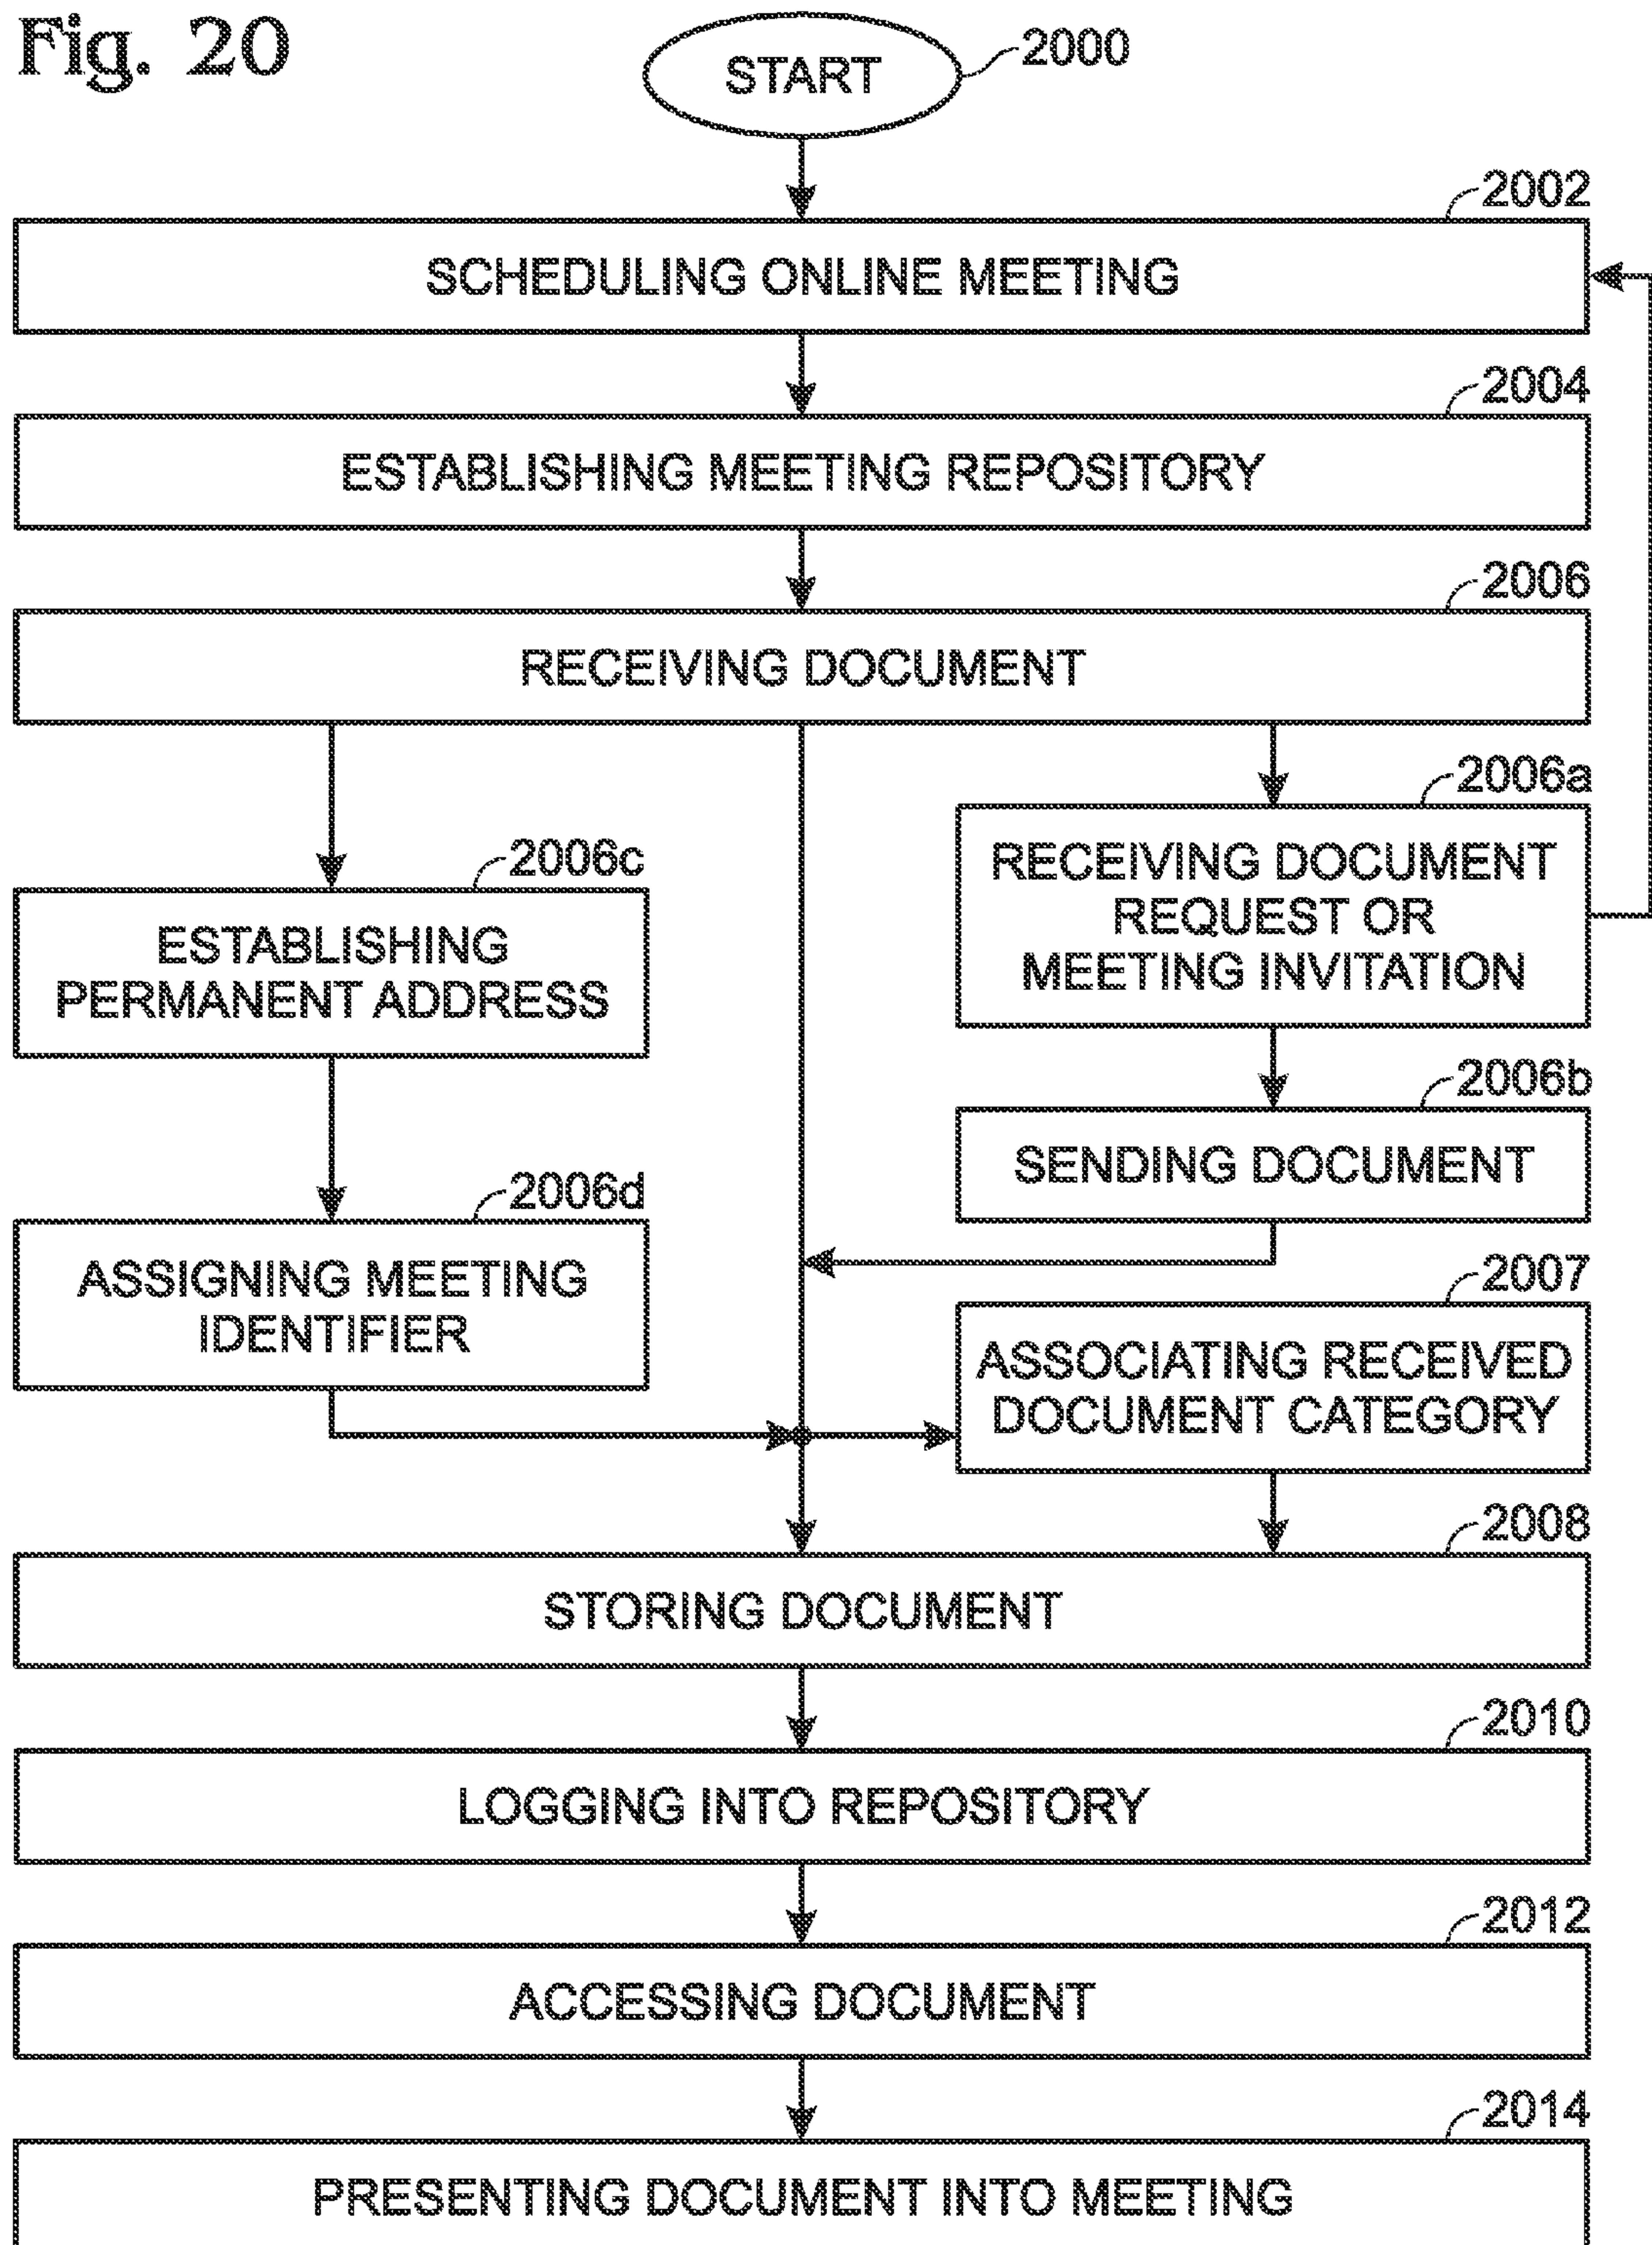 Fig. 20
START
2000
2002
SCHEDULING ONLINE MEETING
2004
ESTABLISHING MEETING REPOSITORY
2006
RECEIVING DOCUMENT
2006a
RECEIVING DOCUMENT
REQUEST OR
MEETING INVITATION
2006c
ESTABLISHING
PERMANENT ADDRESS
2006b
SENDING DOCUMENT
2006d
ASSIGNING MEETING
IDENTIFIER
2007
ASSOCIATING RECEIVED
DOCUMENT CATEGORY
2008
STORING DOCUMENT
2010
LOGGING INTO REPOSITORY
2012
ACCESSING DOCUMENT
2014
PRESENTING DOCUMENT INTO MEETING